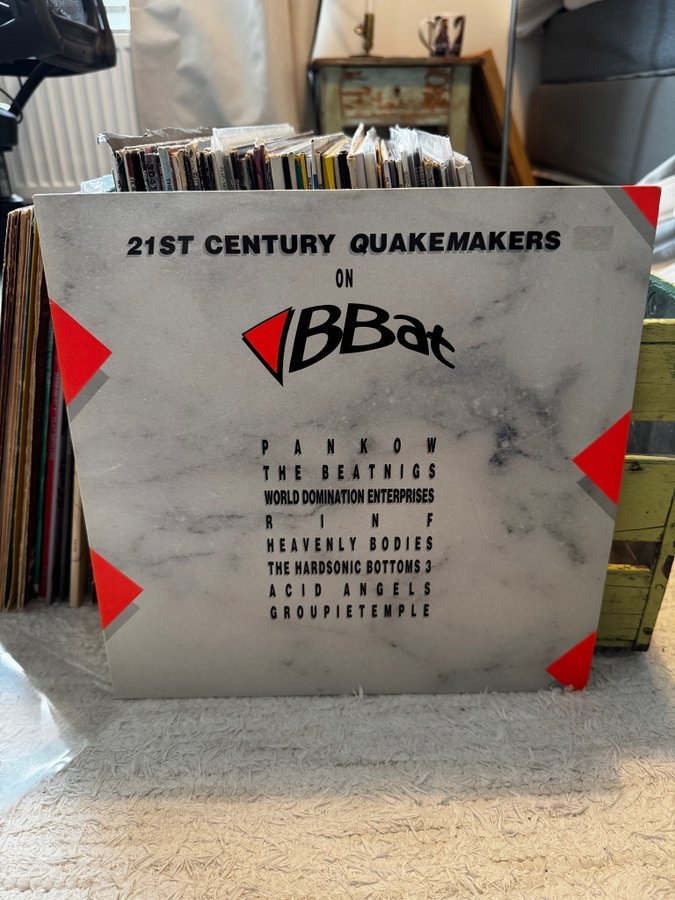 21ST CENTURY QUAKEMAKERS
ON
BBat
PANKOW
THE BEATNIGS
WORLD DOMINATION ENTERPRISES
RINF
HEAVENLY BODIES
THE HARDSONIC BOTTOMS 3
ACID ANGELS
GROUPIETEMPLE